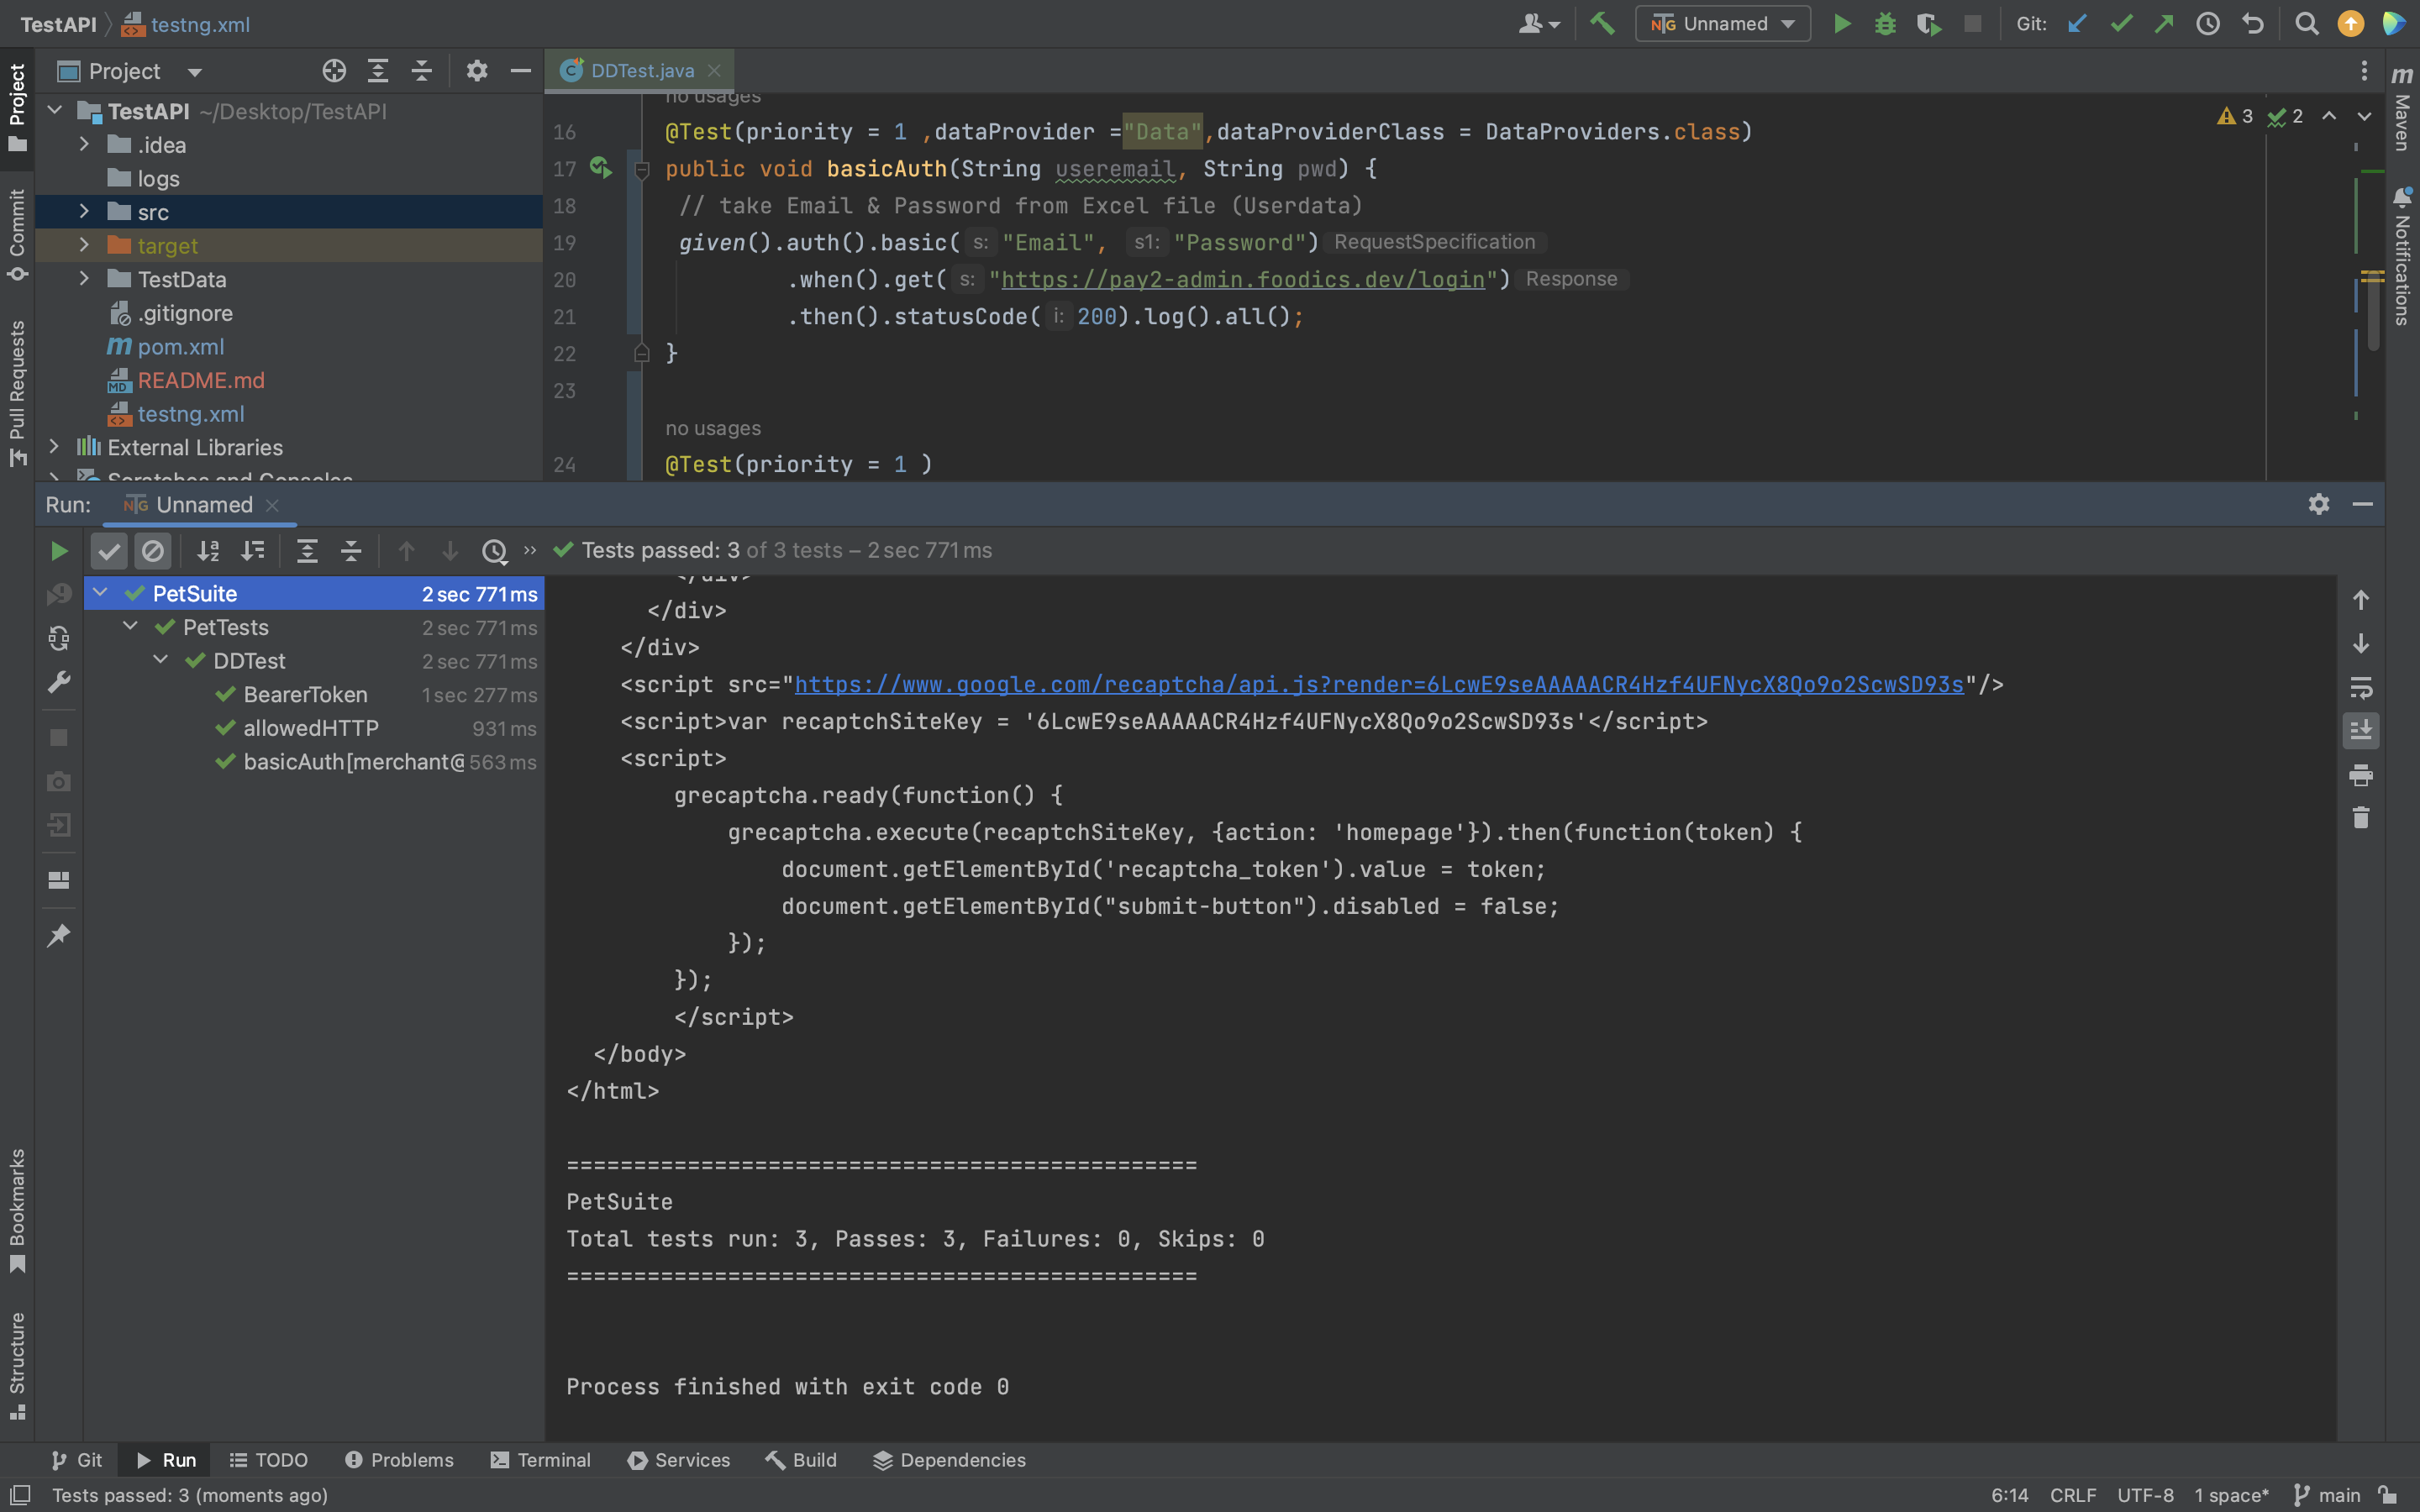 TestAPI testng.xml Unnamed Git:
Project DDTest.java
TestAPI ~/Desktop/TestAPI
.idea
logs
src
target
TestData
.gitignore
pom.xml
README.md
testng.xml
External Libraries
Scratches and Consoles
Project
Commit
Pull Requests
no usages
16 @Test(priority = 1 ,dataProvider ="Data",dataProviderClass = DataProviders.class)
17 public void basicAuth(String useremail, String pwd) {
18 // take Email & Password from Excel file (Userdata)
19 given().auth().basic( s: "Email", s1: "Password") RequestSpecification
20 .when().get( s: "https://pay2-admin.foodics.dev/login") Response
21 .then().statusCode( i: 200).log().all();
22 }
23
no usages
24 @Test(priority = 1 )
3 2
Maven
Notifications
Run: Unnamed
Tests passed: 3 of 3 tests – 2 sec 771 ms
PetSuite 2 sec 771 ms
PetTests 2 sec 771 ms
DDTest 2 sec 771 ms
BearerToken 1 sec 277 ms
allowedHTTP 931 ms
basicAuth[merchant@ 563 ms
</div>
</div>
</div>
<script src="https://www.google.com/recaptcha/api.js?render=6LcwE9seAAAAACR4Hzf4UFNycX8Qo9o2ScwSD93s"/>
<script>var recaptchSiteKey = '6LcwE9seAAAAACR4Hzf4UFNycX8Qo9o2ScwSD93s'</script>
<script>
grecaptcha.ready(function() {
grecaptcha.execute(recaptchSiteKey, {action: 'homepage'}).then(function(token) {
document.getElementById('recaptcha_token').value = token;
document.getElementById("submit-button").disabled = false;
});
});
</script>
</body>
</html>
===============================================
PetSuite
Total tests run: 3, Passes: 3, Failures: 0, Skips: 0
===============================================
Process finished with exit code 0
Bookmarks
Structure
Git Run TODO Problems Terminal Services Build Dependencies
Tests passed: 3 (moments ago) 6:14 CRLF UTF-8 1 space* main